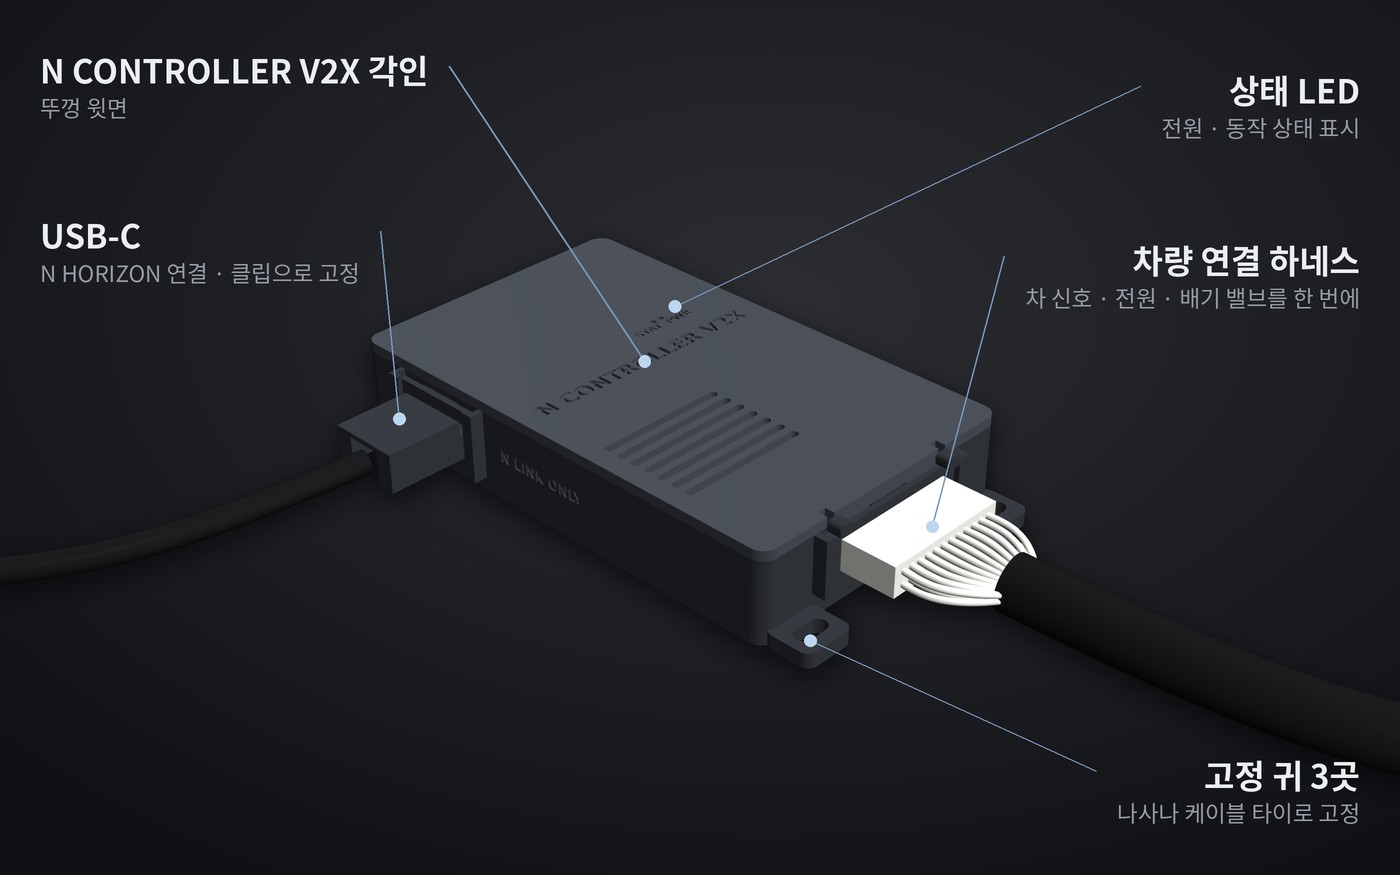 N CONTROLLER V2X 각인
뚜껑 윗면
상태 LED
전원 · 동작 상태 표시
USB-C
N HORIZON 연결 · 클립으로 고정
차량 연결 하네스
차 신호 · 전원 · 배기 밸브를 한 번에
STAT PWR
N CONTROLLER V2X
N LINK ONLY
고정 귀 3곳
나사나 케이블 타이로 고정